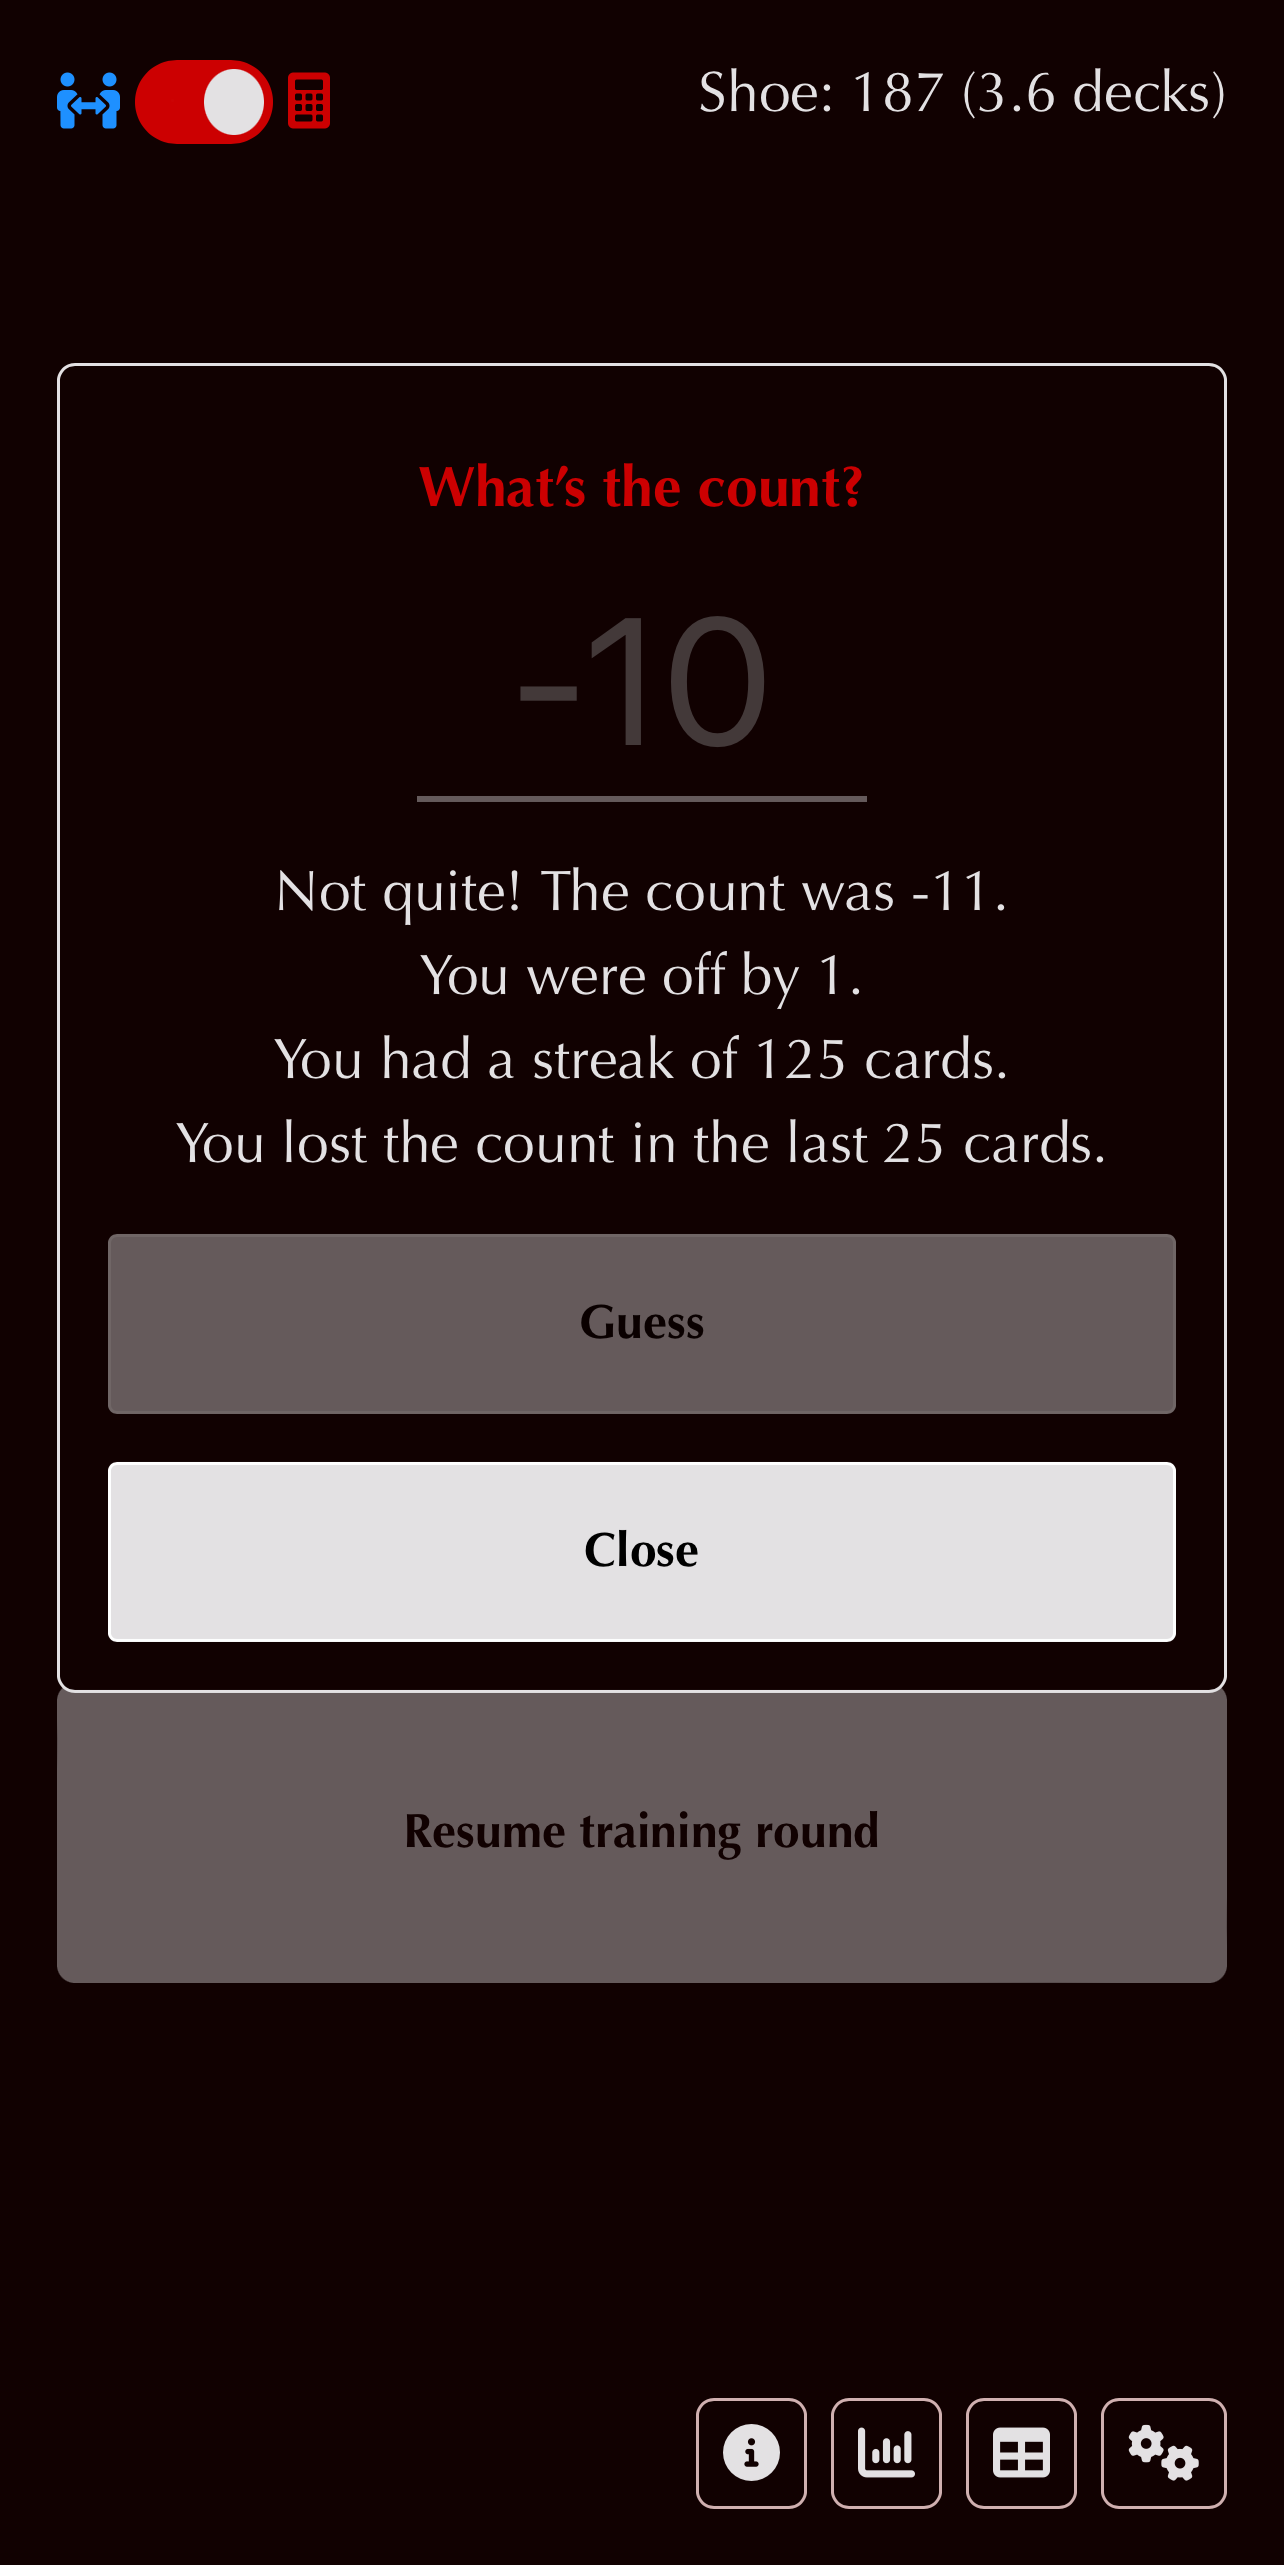 Shoe: 187 (3.6 decks)
What’s the count?
-10
Not quite! The count was -11.
You were off by 1.
You had a streak of 125 cards.
You lost the count in the last 25 cards.
Guess
Close
Resume training round